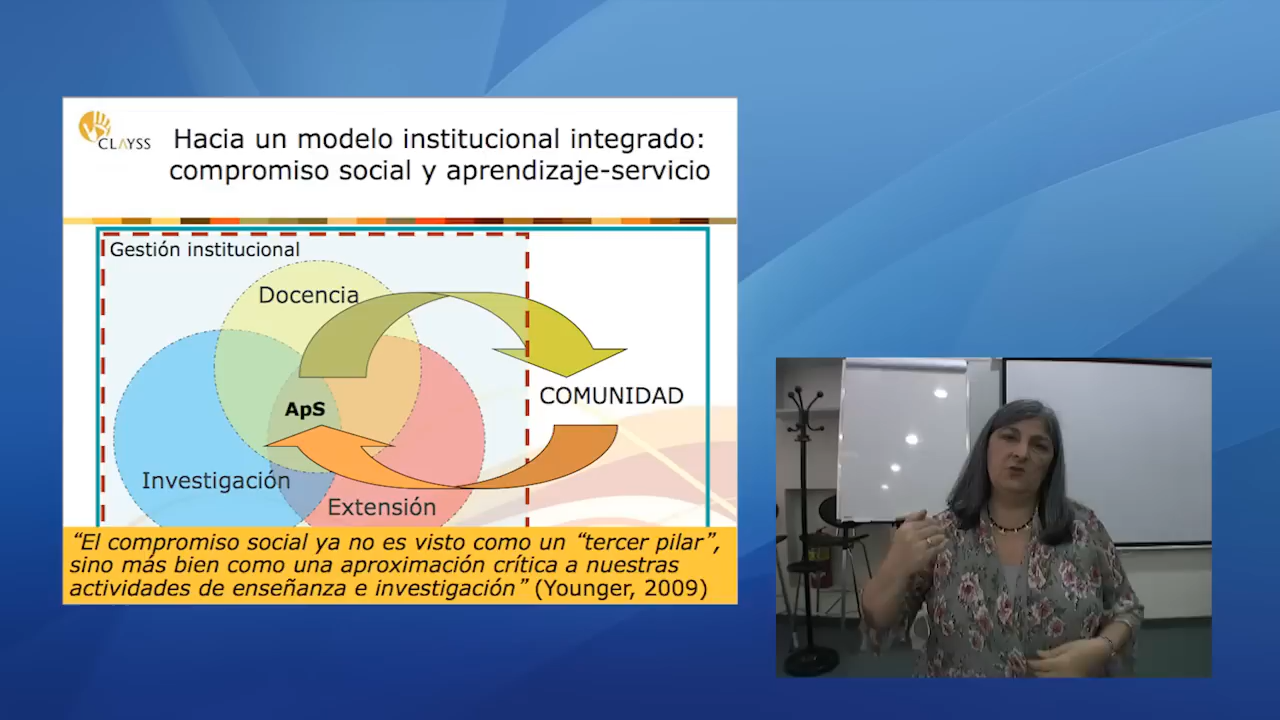 CLAYSS
Hacia un modelo institucional integrado:
compromiso social y aprendizaje-servicio
Gestión institucional
Docencia
COMUNIDAD
ApS
Investigación
Extensión
“El compromiso social ya no es visto como un “tercer pilar”,
sino más bien como una aproximación crítica a nuestras
actividades de enseñanza e investigación” (Younger, 2009)